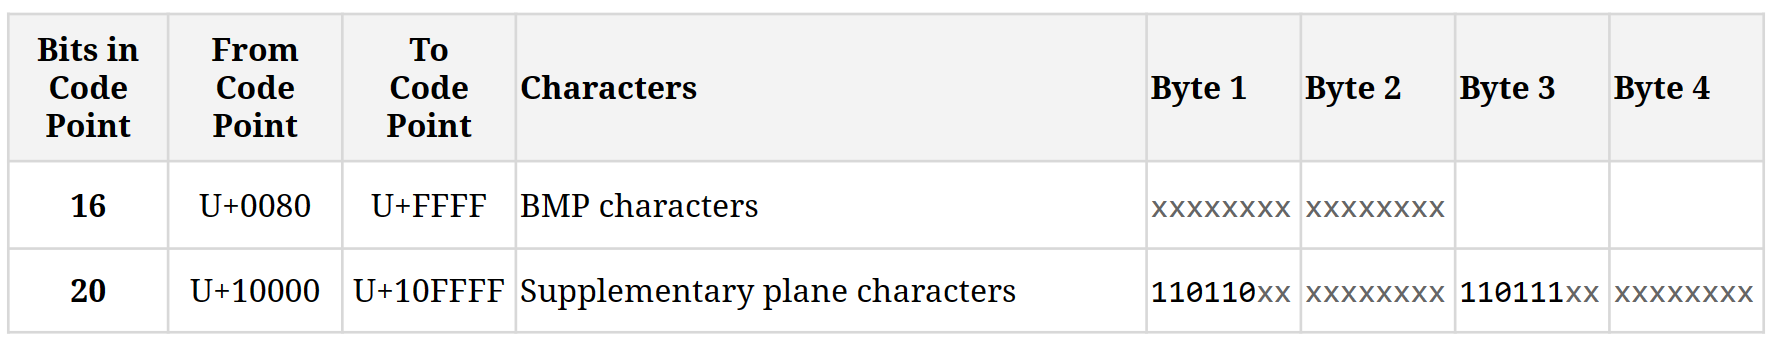 Bits in Code Point From Code Point To Code Point Characters Byte 1 Byte 2 Byte 3 Byte 4
16 U+0080 U+FFFF BMP characters xxxxxxxx xxxxxxxx
20 U+10000 U+10FFFF Supplementary plane characters 110110xx xxxxxxxx 110111xx xxxxxxxx